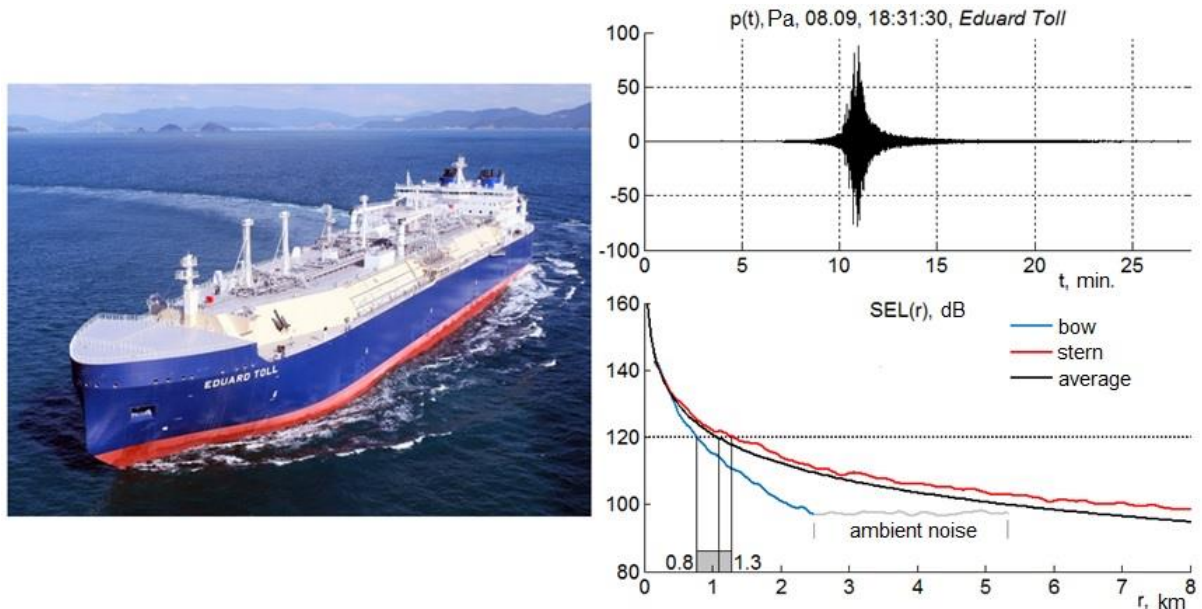 EDUARD TOLL
p(t), Pa, 08.09, 18:31:30, Eduard Toll
100
50
0
-50
-100
0 5 10 15 20 25
t, min.
SEL(r), dB
160
140
120
100
80
bow
stern
average
ambient noise
0.8 1.3
0 1 2 3 4 5 6 7 8
r, km